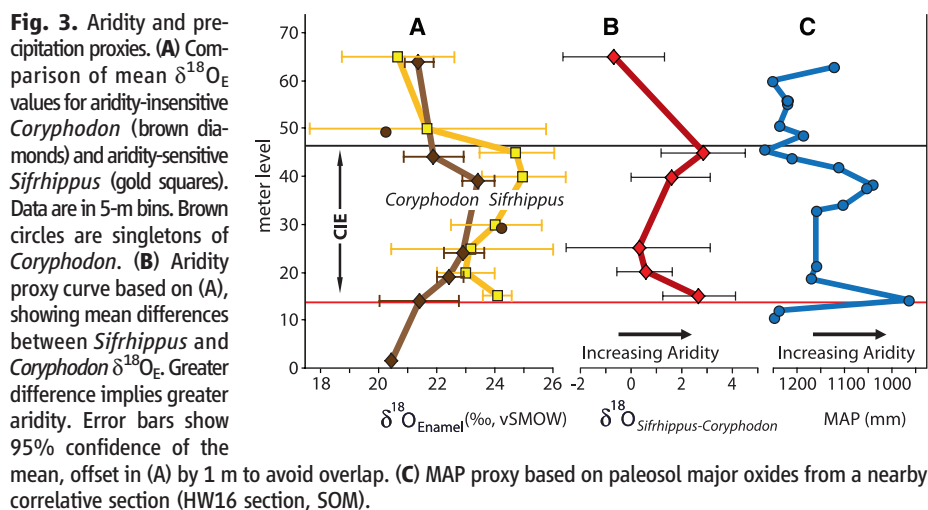 Fig. 3. Aridity and pre-
cipitation proxies. (A) Com-
parison of mean δ¹⁸O_E
values for aridity-insensitive
Coryphodon (brown dia-
monds) and aridity-sensitive
Sifrhippus (gold squares).
Data are in 5-m bins. Brown
circles are singletons of
Coryphodon. (B) Aridity
proxy curve based on (A),
showing mean differences
between Sifrhippus and
Coryphodon δ¹⁸O_E. Greater
difference implies greater
aridity. Error bars show
95% confidence of the
mean, offset in (A) by 1 m to avoid overlap. (C) MAP proxy based on paleosol major oxides from a nearby
correlative section (HW16 section, SOM).
A B C
70
60
50
40
30
20
10
0
meter level
CIE
Coryphodon Sifrhippus
Increasing Aridity
Increasing Aridity
18 20 22 24 26
-2 0 2 4
1200 1100 1000
δ¹⁸O_Enamel (‰, vSMOW)
δ¹⁸O_Sifrhippus-Coryphodon
MAP (mm)